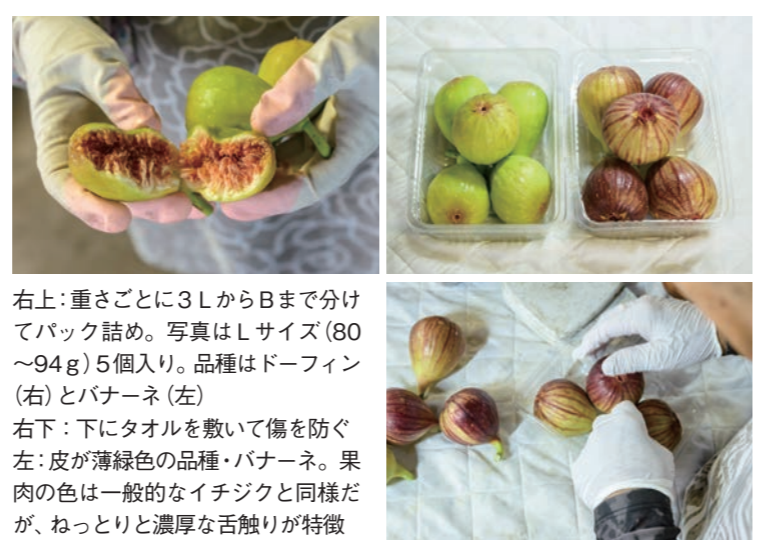 右上：重さごとに３ＬからＢまで分け
てパック詰め。写真はＬサイズ（80
～94ｇ）５個入り。品種はドーフィン
（右）とバナーネ（左）
右下：下にタオルを敷いて傷を防ぐ
左：皮が薄緑色の品種・バナーネ。果
肉の色は一般的なイチジクと同様だ
が、ねっとりと濃厚な舌触りが特徴